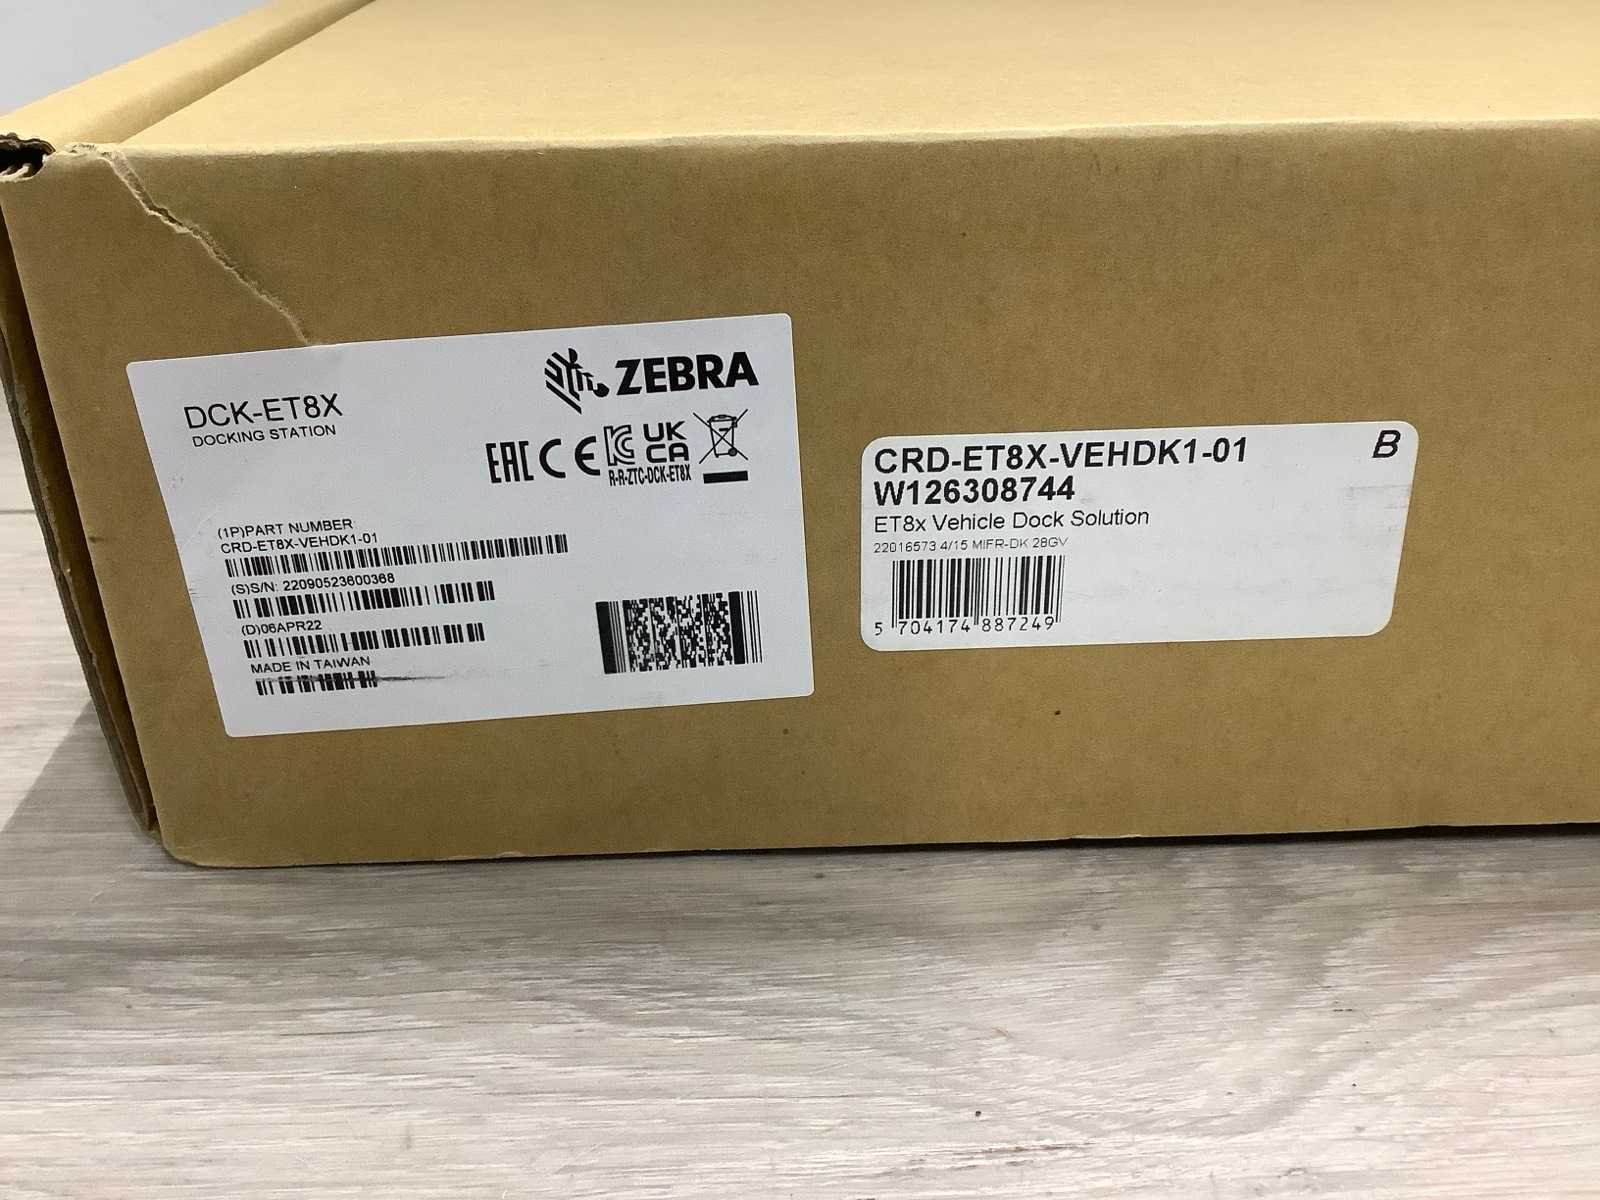 ZEBRA
DCK-ET8X
DOCKING STATION
EAC CE UK CA
R-R-ZTC-DCK-ET8X
(1P)PART NUMBER
CRD-ET8X-VEHDK1-01
(S)S/N: 22090523600368
(D)06APR22
MADE IN TAIWAN
CRD-ET8X-VEHDK1-01
B
W126308744
ET8x Vehicle Dock Solution
22016573 4/15 MIFR-DK 28GV
5 704174 887249